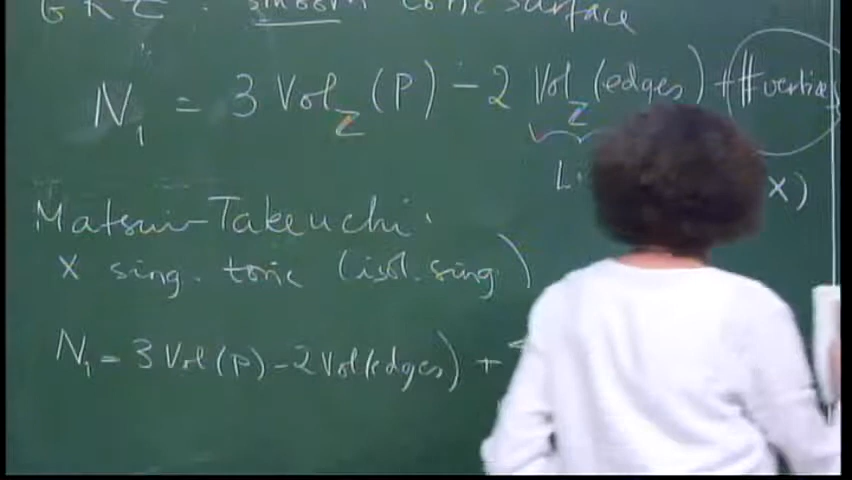 GKZ : smooth toric surface
N₁ = 3 Vol_Z (P) - 2 Vol_Z (edges) + (# vertices
X)
Matsui-Takeuchi.
X sing. toric (isol. sing)
N₁ = 3 Vol(P) - 2 Vol(edges) +